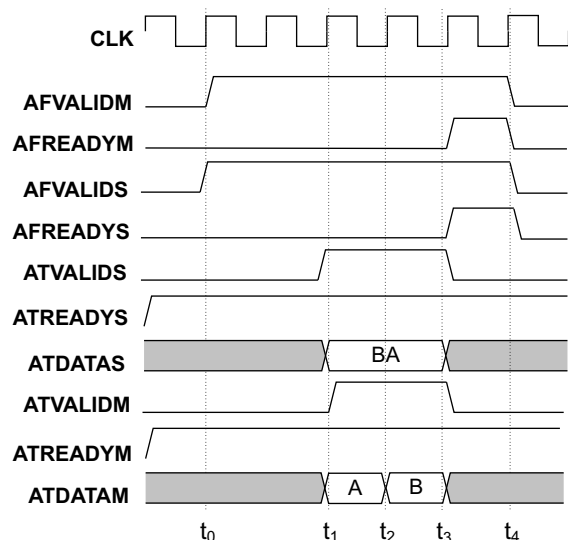 CLK
AFVALIDM
AFREADYM
AFVALIDS
AFREADYS
ATVALIDS
ATREADYS
ATDATAS BA
ATVALIDM
ATREADYM
ATDATAM A B
t0 t1 t2 t3 t4